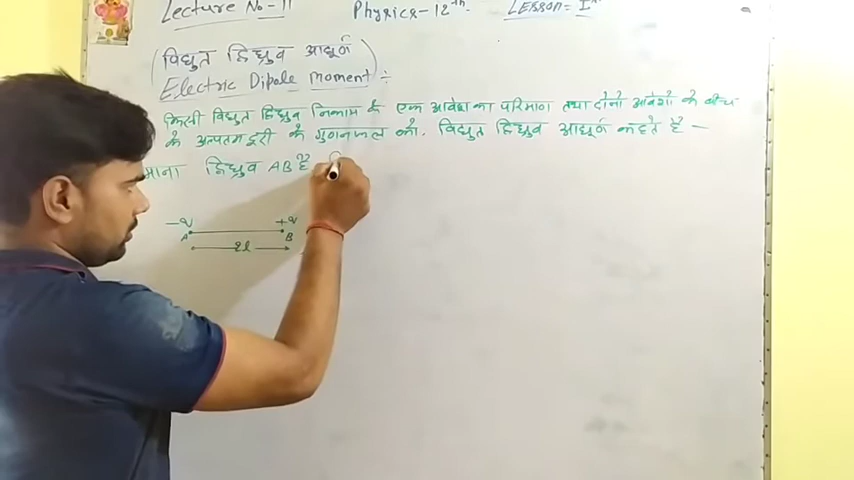 Lecture No-11 Physics-12th. LESSON=Ist
(विद्युत द्विध्रुव आघूर्ण)
Electric Dipole moment :-
किसी विद्युत द्विध्रुव निकाय के एक आवेश का परिमाण तथा दोनो आवेशो के बीच
के अल्पतम दूरी के गुणनफल को. विद्युत द्विध्रुव आघूर्ण कहते है —
माना द्विध्रुव AB है
-q +q
A B
2l